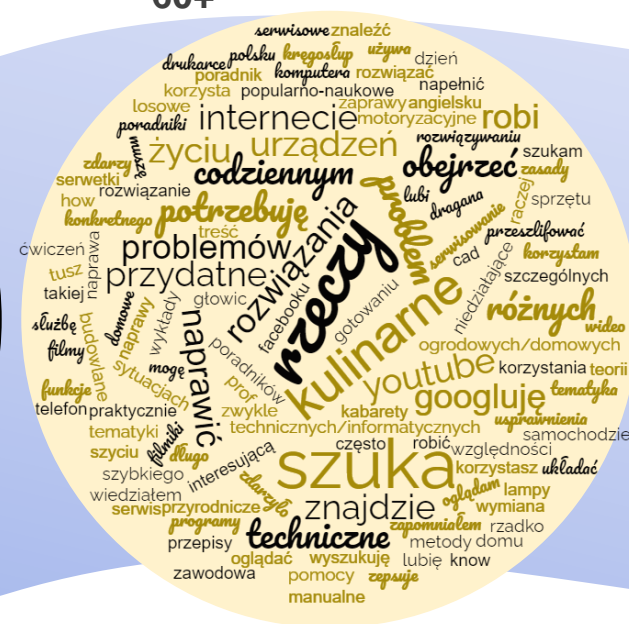 60+
serwisowe znaleźć
drukarce polsku kręgosłup używa dzień
poradnik komputera rozwiązać
korzysta popularno-naukowe napełnić
losowe internecie zaprawy angielsku
poradniki motoryzacyjne robi
muszę życiu urządzeń rozwiązywaniu
zdarzy codziennym obejrzeć szukam
serwetki zasady
rozwiązanie problem lubi dragana raczej sprzętu
how potrzebuję
konkretnego treść rozwiązania serwisowanie przeszlifować
ćwiczeń naprawa problemów rzeczy cad korzystam
tusz przydatne facebooku gotowaniu niedziałające szczególnych
takiej głowic kulinarne różnych
służbę budowlane domowe naprawy wykłady naprawić wideo
filmy mogę poradników ogrodowych/domowych
sytuacjach prof youtube korzystania teorii
funkcje googluję tematyka
telefon praktycznie zwykle kabarety usprawnienia
tematyki filmiki technicznych/informatycznych samochodzie
szyciu długo często robić względności
szybkiego interesującą szuka korzystasz układać
wiedziałem zdarzyło znajdzie oglądam lampy
serwis przyrodnicze wymiana
programy techniczne zapomniałem rzadko
przepisy metody domu
oglądać wyszukuję lubię know
zawodowa pomocy zepsuje
manualne